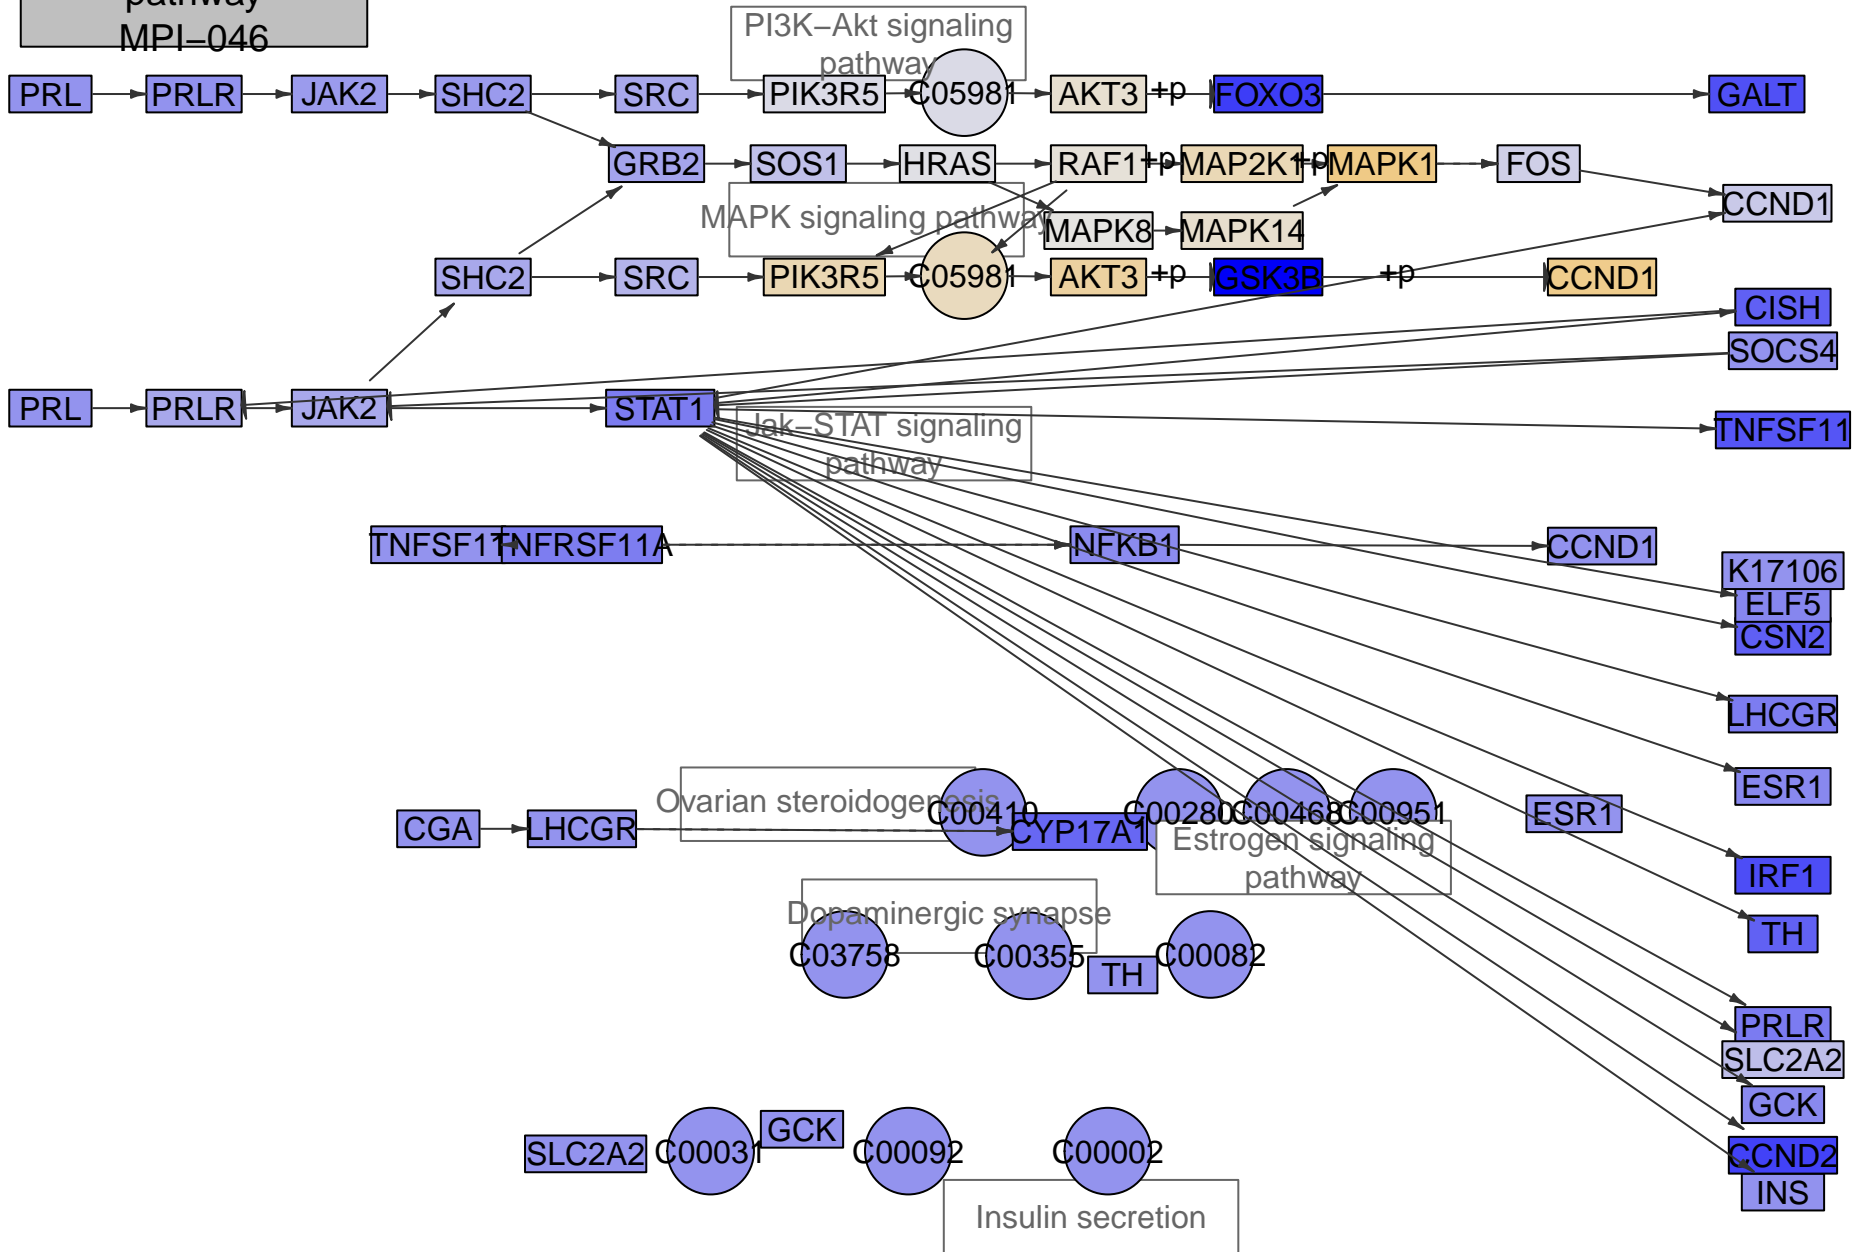 pathway
MPI–046
PI3K–Akt signaling
pathway
PRL
PRLR
JAK2
SHC2
SRC
PIK3R5
C05981
AKT3
+p
FOXO3
GALT
GRB2
SOS1
HRAS
RAF1
+p
MAP2K1
+p
MAPK1
FOS
CCND1
MAPK signaling pathway
MAPK8
MAPK14
SHC2
SRC
PIK3R5
C05981
AKT3
+p
GSK3B
+p
CCND1
CISH
SOCS4
PRL
PRLR
JAK2
STAT1
Jak–STAT signaling
pathway
TNFSF11
TNFSF11
TNFRSF11A
NFKB1
CCND1
K17106
ELF5
CSN2
LHCGR
ESR1
Ovarian steroidogenesis
C00410
C00280
C00468
C00951
ESR1
CGA
LHCGR
CYP17A1
Estrogen signaling
pathway
IRF1
Dopaminergic synapse
TH
C03758
C00355
TH
C00082
PRLR
SLC2A2
GCK
GCK
SLC2A2
C00031
C00092
C00002
CCND2
INS
Insulin secretion